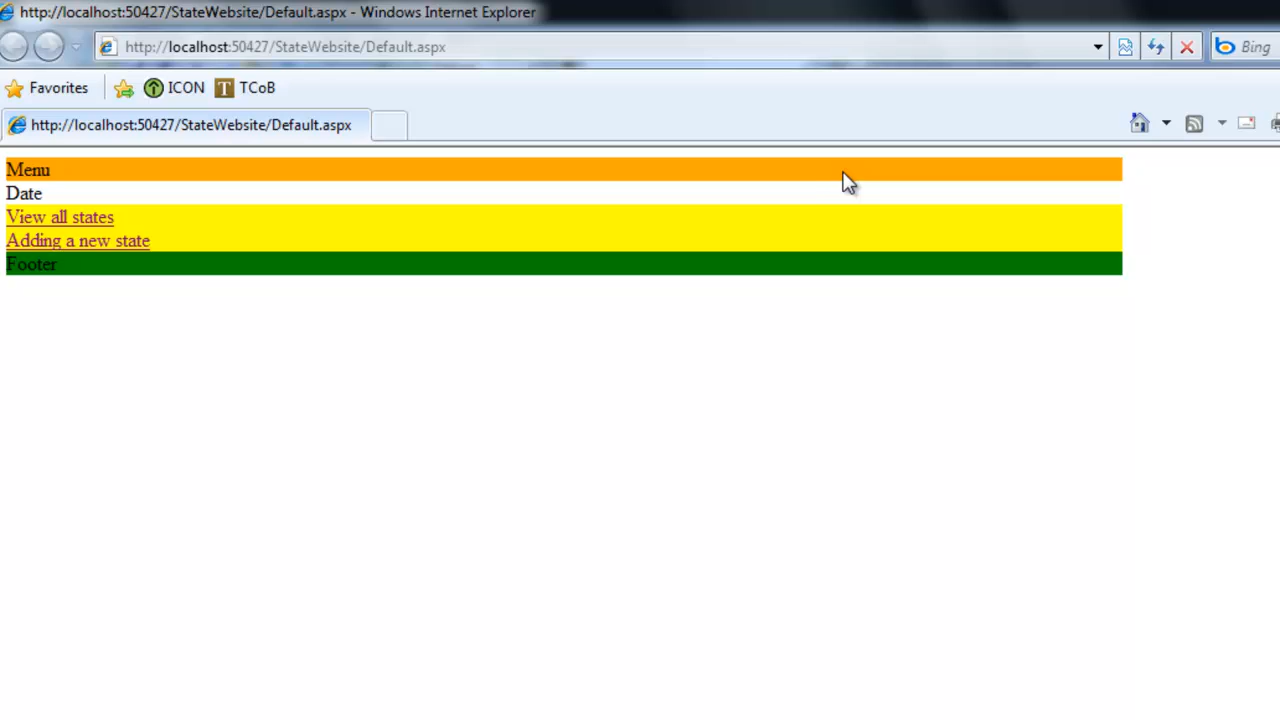 http://localhost:50427/StateWebsite/Default.aspx - Windows Internet Explorer
http://localhost:50427/StateWebsite/Default.aspx
Bing
Favorites
ICON
TCoB
http://localhost:50427/StateWebsite/Default.aspx
Menu
Date
View all states
Adding a new state
Footer